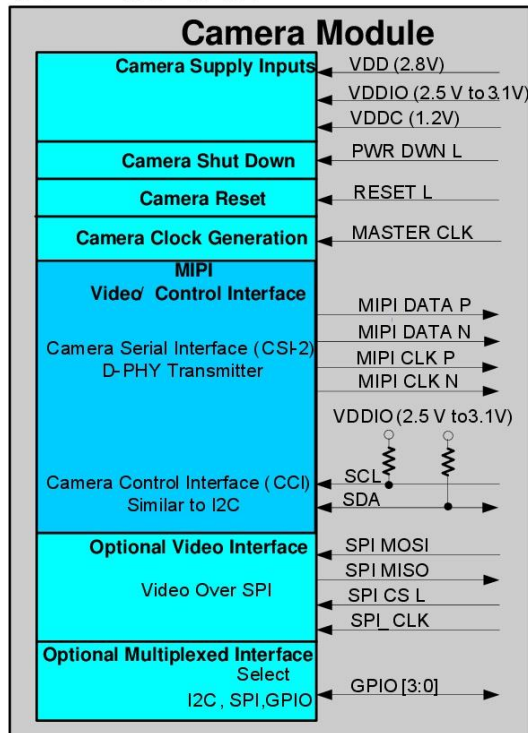 Camera Module
Camera Supply Inputs
VDD (2.8V)
VDDIO (2.5 V to 3.1V)
VDDC (1.2V)
Camera Shut Down
PWR DWN L
Camera Reset
RESET L
Camera Clock Generation
MASTER CLK
MIPI
Video/ Control Interface
MIPI DATA P
Camera Serial Interface (CSI-2)
MIPI DATA N
D-PHY Transmitter
MIPI CLK P
MIPI CLK N
VDDIO (2.5 V to3.1V)
Camera Control Interface (CCI)
SCL
Similar to I2C
SDA
Optional Video Interface
SPI MOSI
Video Over SPI
SPI MISO
SPI CS L
SPI_CLK
Optional Multiplexed Interface
Select
I2C , SPI,GPIO
GPIO [3:0]